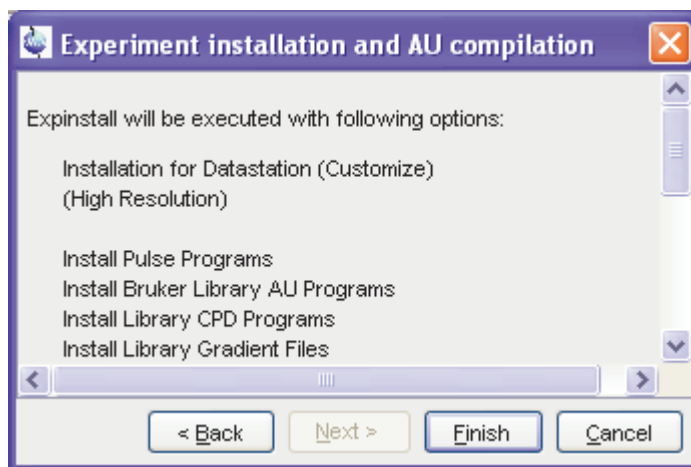 Experiment installation and AU compilation
Expinstall will be executed with following options:
Installation for Datastation (Customize)
(High Resolution)
Install Pulse Programs
Install Bruker Library AU Programs
Install Library CPD Programs
Install Library Gradient Files
< Back
Next >
Finish
Cancel